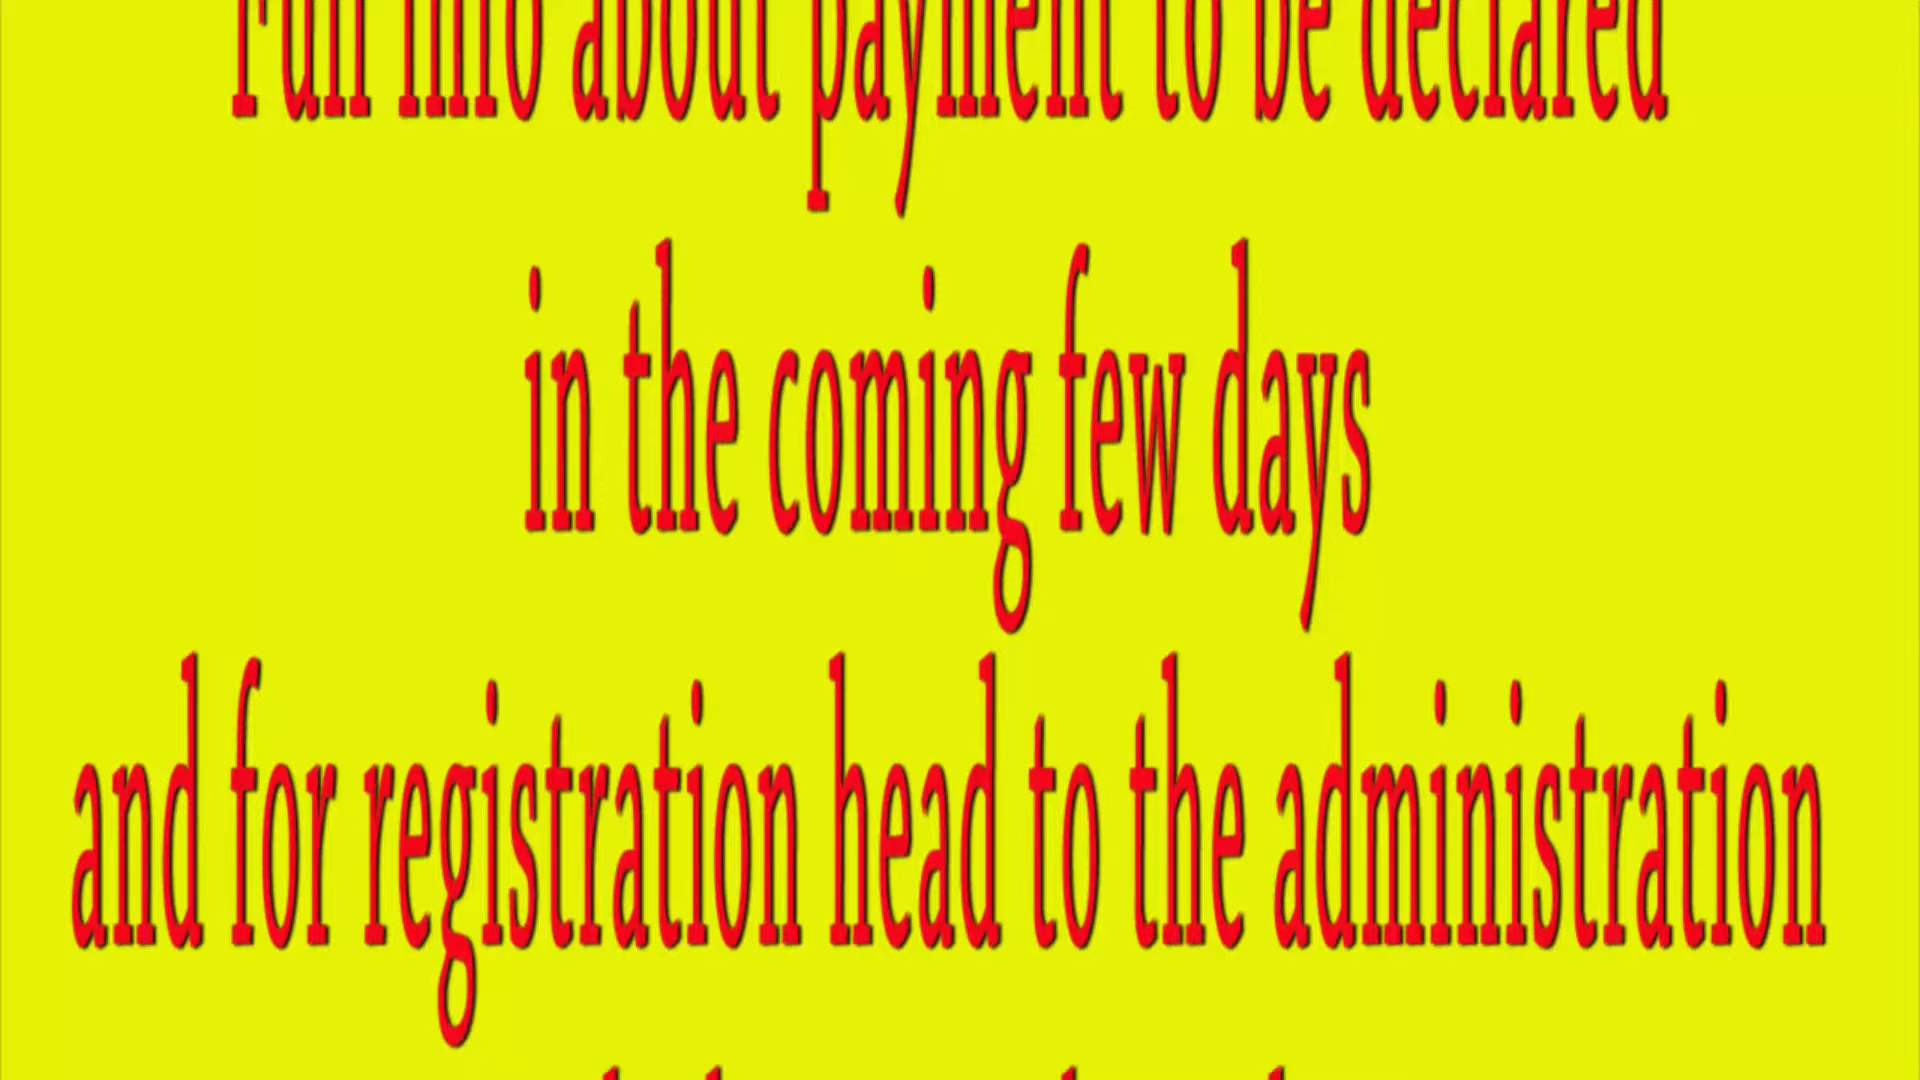 Full info about payment to be declared
in the coming few days
and for registration head to the administration